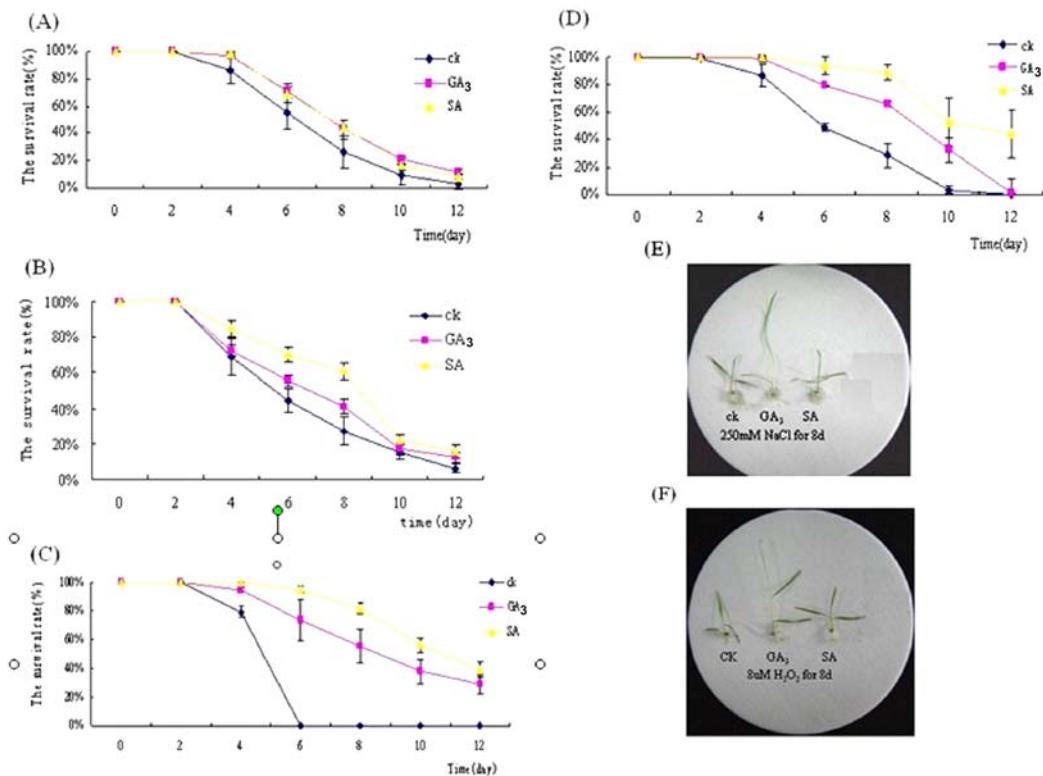 (A)
The survival rate(%)
100%
80%
60%
40%
20%
0%
ck
GA3
SA
0 2 4 6 8 10 12
Time(day)
(B)
The survival rate(%)
100%
80%
60%
40%
20%
0%
ck
GA3
SA
0 2 4 6 8 10 12
time(day)
(C)
The survival rate(%)
100%
80%
60%
40%
20%
0%
ck
GA3
SA
0 2 4 6 8 10 12
Time(day)
(D)
The survival rate(%)
100%
80%
60%
40%
20%
0%
ck
GA3
SA
0 2 4 6 8 10 12
Time(day)
(E)
ck GA3 SA
250mM NaCl for 8d
(F)
CK GA3 SA
8uM H2O2 for 8d